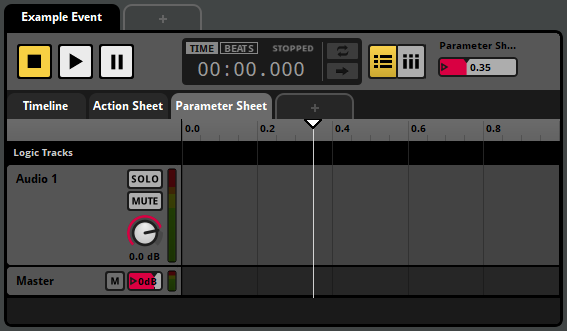 Example Event
+
TIME BEATS STOPPED
00:00.000
Parameter Sh...
0.35
Timeline Action Sheet Parameter Sheet +
0.0 0.2 0.4 0.6 0.8
Logic Tracks
Audio 1
SOLO
MUTE
0.0 dB
Master M 0dB